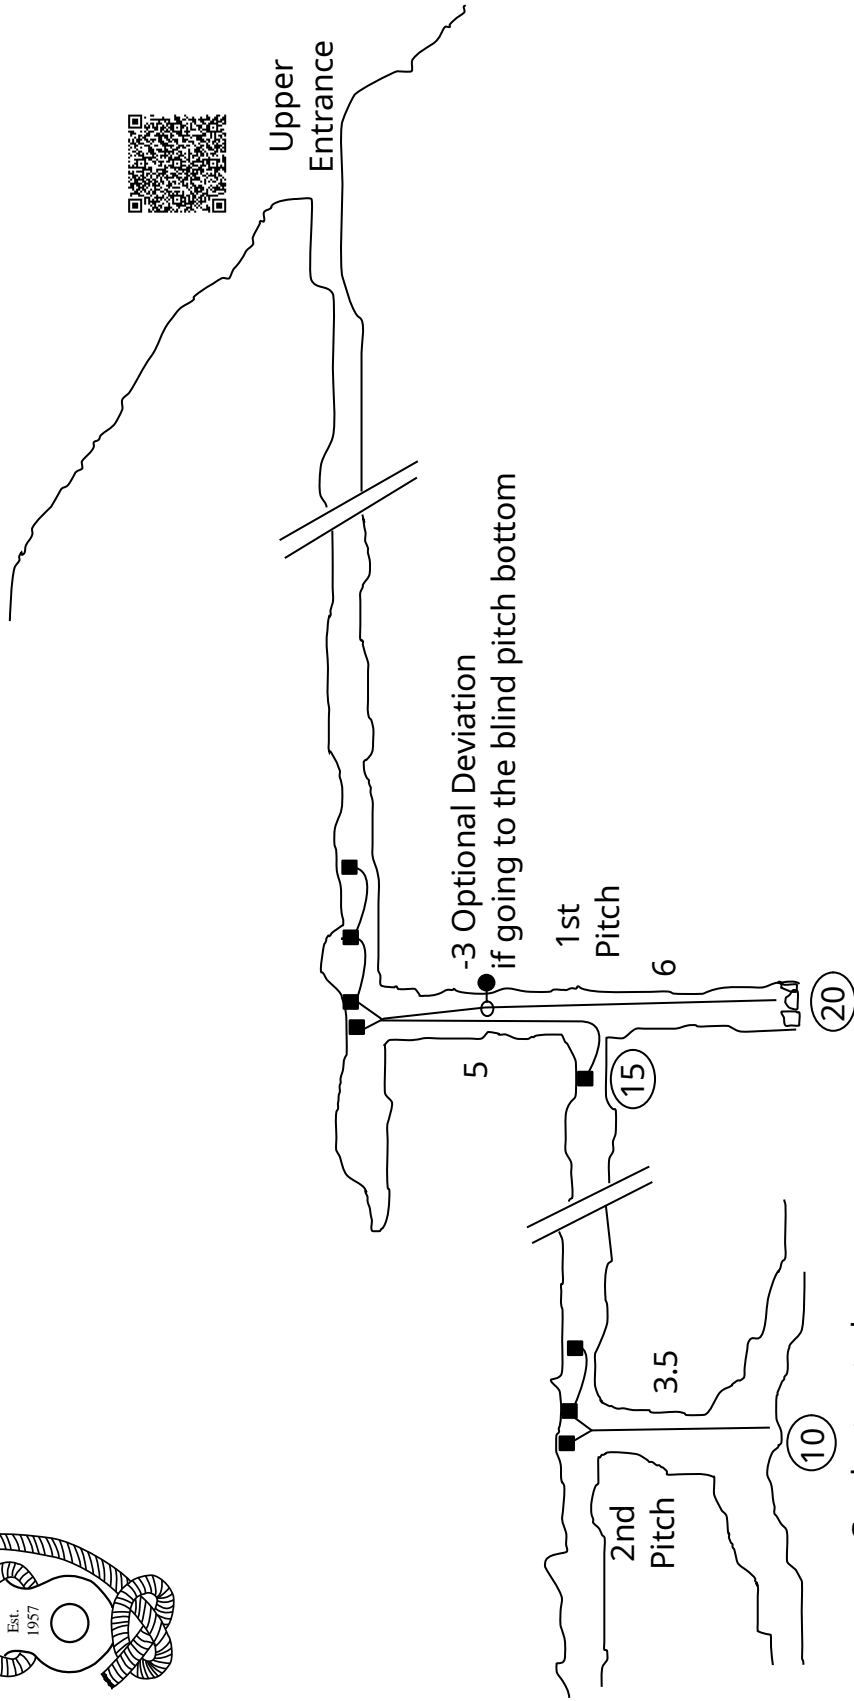 Upper
Entrance
-3 Optional Deviation
if going to the blind pitch bottom
1st
Pitch
5
6
15
20
3.5
2nd
Pitch
10
Est.
1957